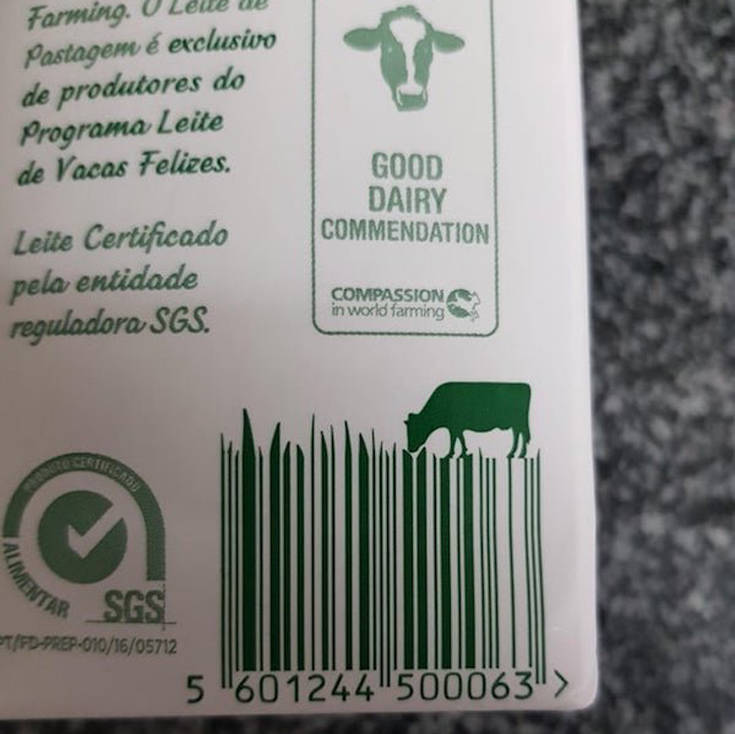 Farming. O Leite de
Pastagem é exclusivo
de produtores do
Programa Leite
de Vacas Felizes.
Leite Certificado
pela entidade
reguladora SGS.
GOOD
DAIRY
COMMENDATION
COMPASSION
in world farming
PRODUTO CERTIFICADO
ALIMENTAR
SGS
PT/FD-PREP-010/16/05712
5 601244 500063 >